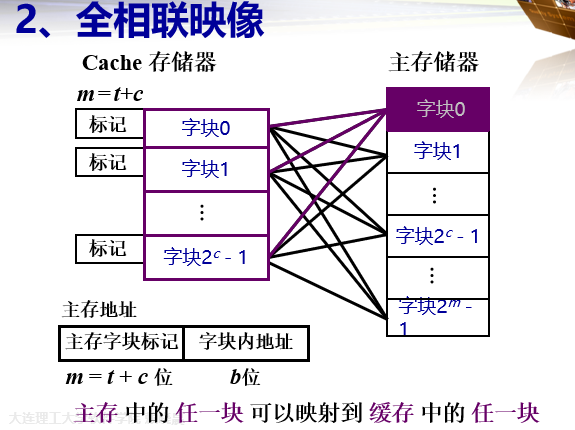 2、全相联映像
Cache 存储器
主存储器
m = t+c
标记
字块0
标记
字块1
⋮
标记
字块2ᶜ - 1
字块0
字块1
⋮
字块2ᶜ - 1
⋮
字块2ᵐ -
1
主存地址
主存字块标记 字块内地址
m = t + c 位 b位
主存 中的 任一块 可以映射到 缓存 中的 任一块
大连理工大